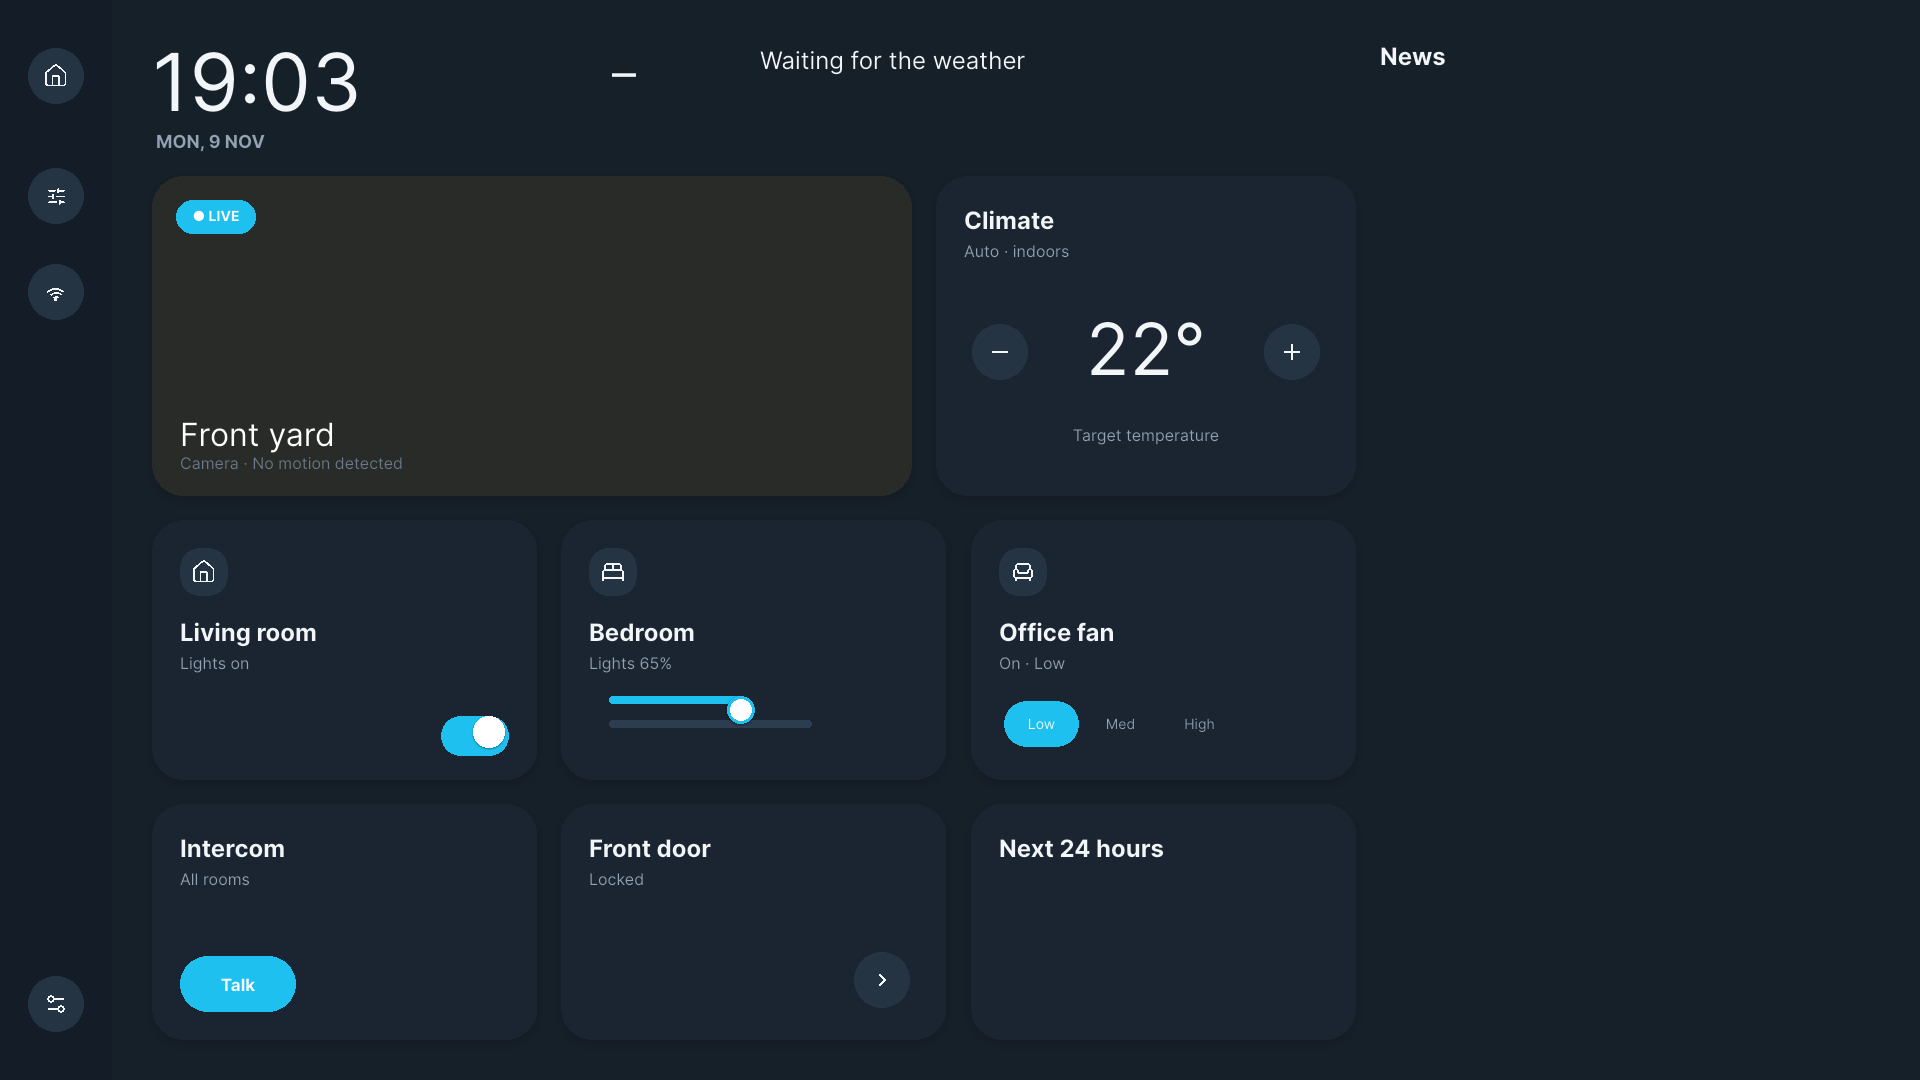 19:03
MON, 9 NOV
–
Waiting for the weather
News
LIVE
Front yard
Camera · No motion detected
Climate
Auto · indoors
22°
Target temperature
Living room
Lights on
Bedroom
Lights 65%
Office fan
On · Low
Low
Med
High
Intercom
All rooms
Talk
Front door
Locked
Next 24 hours